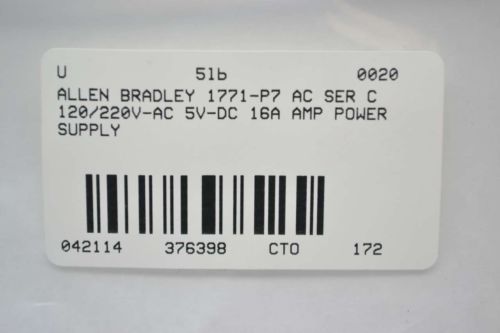 U 51b 0020
ALLEN BRADLEY 1771-P7 AC SER C
120/220V-AC 5V-DC 16A AMP POWER
SUPPLY
042114 376398 CTO 172